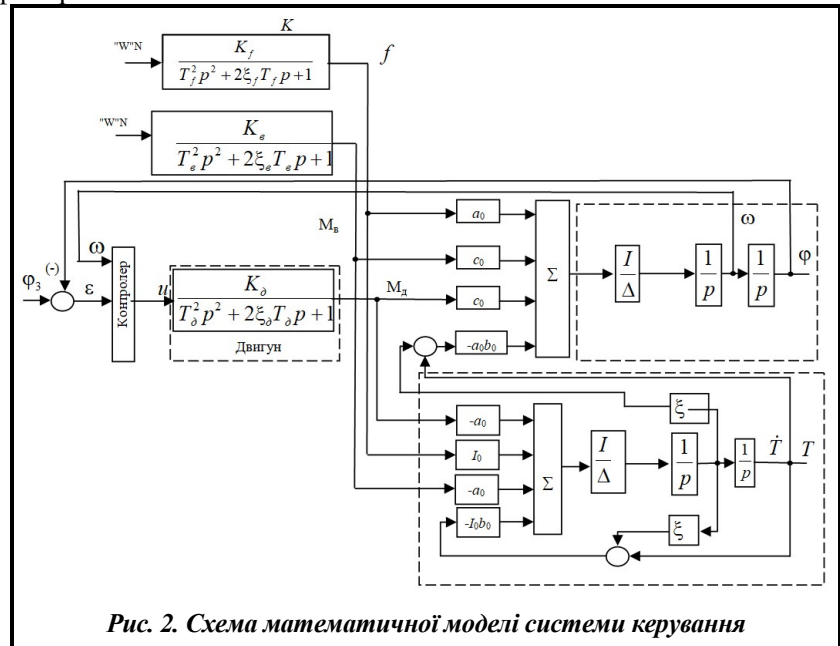 K
"W"N
K_f
T_f^2 p^2 + 2ξ_f T_f p + 1
f
"W"N
K_в
T_в^2 p^2 + 2ξ_в T_в p + 1
M_в
a_0
ω
ω
c_0
I
Δ
1
p
1
p
φ
(-)
φ_3
ε
Контролер
u
K_д
T_д^2 p^2 + 2ξ_д T_д p + 1
Двигун
M_д
c_0
Σ
-a_0b_0
ξ
-a_0
I_0
-a_0
-I_0b_0
Σ
I
Δ
1
p
1
p
Ṫ
T
ξ
Рис. 2. Схема математичної моделі системи керування